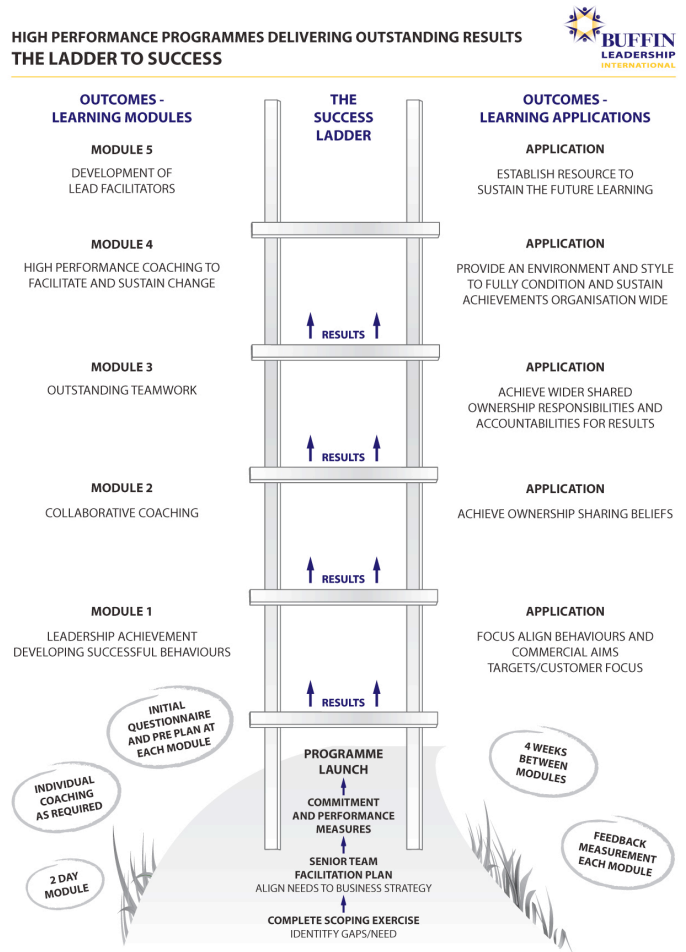 HIGH PERFORMANCE PROGRAMMES DELIVERING OUTSTANDING RESULTS
THE LADDER TO SUCCESS
BUFFIN
LEADERSHIP
INTERNATIONAL
OUTCOMES -
LEARNING MODULES
THE
SUCCESS
LADDER
OUTCOMES -
LEARNING APPLICATIONS
MODULE 5
DEVELOPMENT OF
LEAD FACILITATORS
APPLICATION
ESTABLISH RESOURCE TO
SUSTAIN THE FUTURE LEARNING
MODULE 4
HIGH PERFORMANCE COACHING TO
FACILITATE AND SUSTAIN CHANGE
APPLICATION
PROVIDE AN ENVIRONMENT AND STYLE
TO FULLY CONDITION AND SUSTAIN
ACHIEVEMENTS ORGANISATION WIDE
RESULTS
MODULE 3
OUTSTANDING TEAMWORK
APPLICATION
ACHIEVE WIDER SHARED
OWNERSHIP RESPONSIBILITIES AND
ACCOUNTABILITIES FOR RESULTS
RESULTS
MODULE 2
COLLABORATIVE COACHING
APPLICATION
ACHIEVE OWNERSHIP SHARING BELIEFS
RESULTS
MODULE 1
LEADERSHIP ACHIEVEMENT
DEVELOPING SUCCESSFUL BEHAVIOURS
APPLICATION
FOCUS ALIGN BEHAVIOURS AND
COMMERCIAL AIMS
TARGETS/CUSTOMER FOCUS
RESULTS
INITIAL
QUESTIONNAIRE
AND PRE PLAN AT
EACH MODULE
INDIVIDUAL
COACHING
AS REQUIRED
2 DAY
MODULE
PROGRAMME
LAUNCH
COMMITMENT
AND PERFORMANCE
MEASURES
SENIOR TEAM
FACILITATION PLAN
ALIGN NEEDS TO BUSINESS STRATEGY
COMPLETE SCOPING EXERCISE
IDENTITFY GAPS/NEED
4 WEEKS
BETWEEN
MODULES
FEEDBACK
MEASUREMENT
EACH MODULE